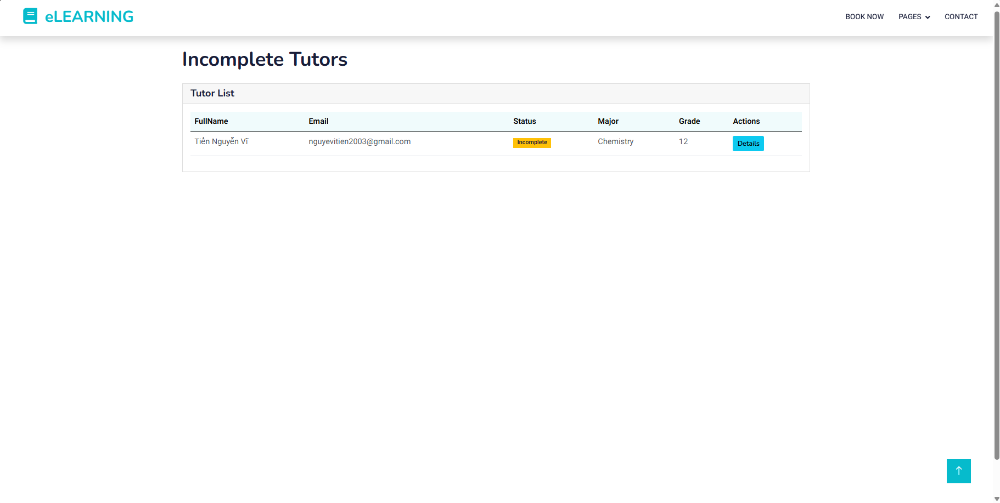 eLEARNING
BOOK NOW PAGES CONTACT
Incomplete Tutors
Tutor List
FullName Email Status Major Grade Actions
Tiến Nguyễn Vĩ nguyevitien2003@gmail.com Incomplete Chemistry 12 Details